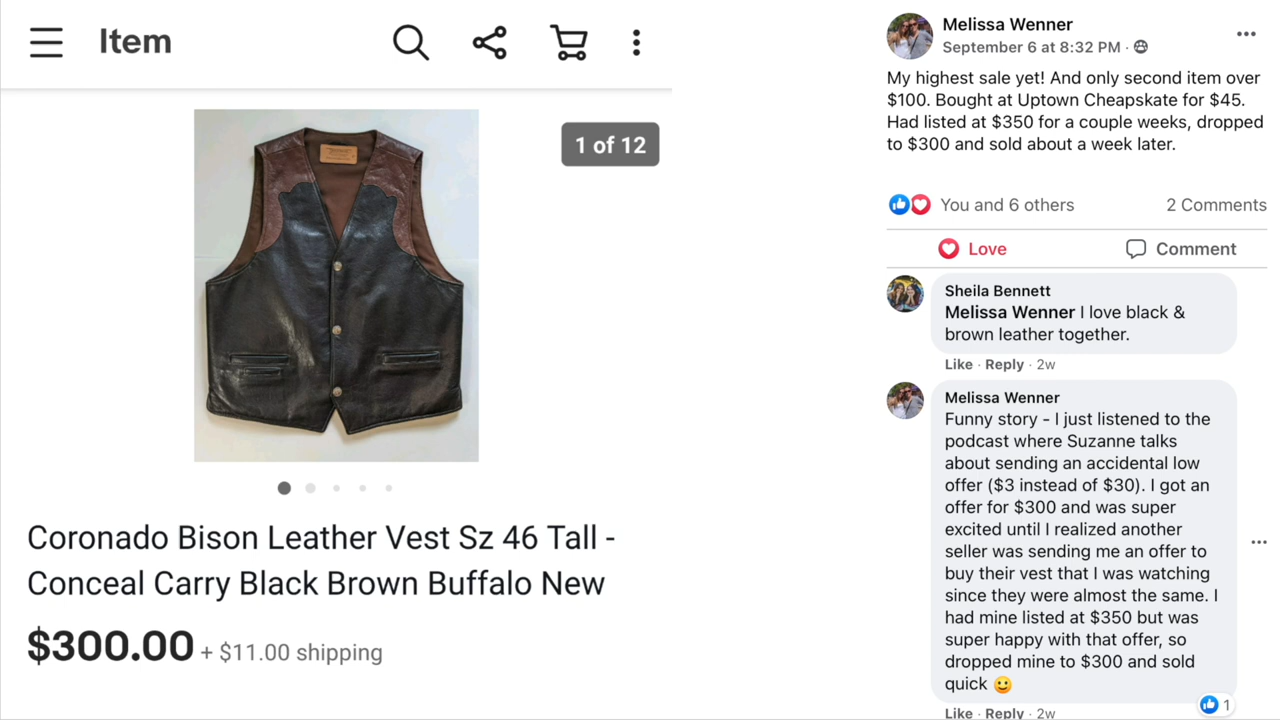 Item
1 of 12
Coronado Bison Leather Vest Sz 46 Tall -
Conceal Carry Black Brown Buffalo New
$300.00 + $11.00 shipping
Melissa Wenner
September 6 at 8:32 PM ·
My highest sale yet! And only second item over
$100. Bought at Uptown Cheapskate for $45.
Had listed at $350 for a couple weeks, dropped
to $300 and sold about a week later.
You and 6 others 2 Comments
Love Comment
Sheila Bennett
Melissa Wenner I love black &
brown leather together.
Like · Reply · 2w
Melissa Wenner
Funny story - I just listened to the
podcast where Suzanne talks
about sending an accidental low
offer ($3 instead of $30). I got an
offer for $300 and was super
excited until I realized another
seller was sending me an offer to
buy their vest that I was watching
since they were almost the same. I
had mine listed at $350 but was
super happy with that offer, so
dropped mine to $300 and sold
quick 🙂
1
Like · Reply · 2w